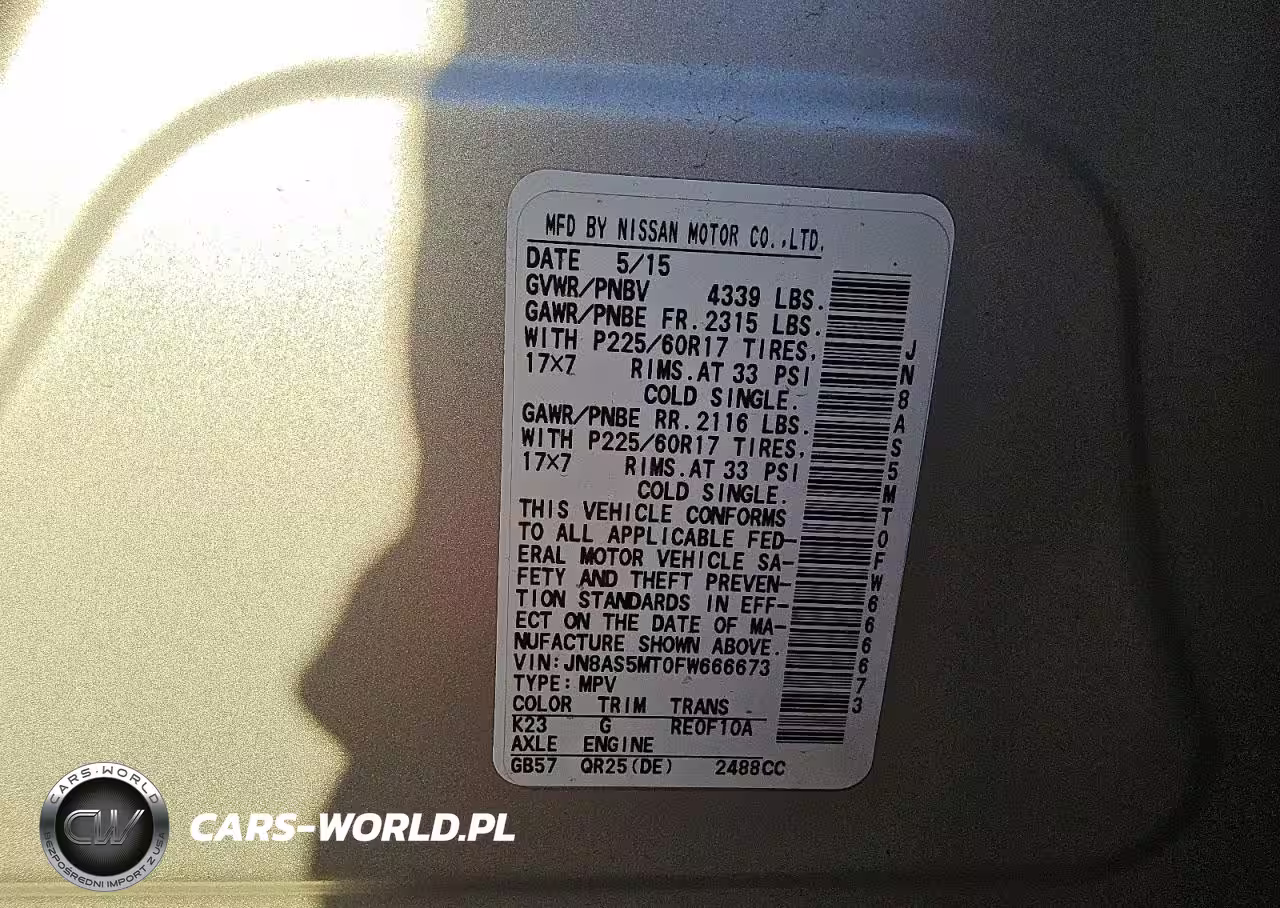 MFD BY NISSAN MOTOR CO.,LTD.
DATE 5/15
GVWR/PNBV 4339 LBS.
GAWR/PNBE FR. 2315 LBS.
WITH P225/60R17 TIRES,
17×7 RIMS. AT 33 PSI
COLD SINGLE.
GAWR/PNBE RR. 2116 LBS.
WITH P225/60R17 TIRES,
17×7 RIMS. AT 33 PSI
COLD SINGLE.
THIS VEHICLE CONFORMS
TO ALL APPLICABLE FED-
ERAL MOTOR VEHICLE SA-
FETY AND THEFT PREVEN-
TION STANDARDS IN EFF-
ECT ON THE DATE OF MA-
NUFACTURE SHOWN ABOVE.
VIN: JN8AS5MT0FW666673
TYPE: MPV
COLOR TRIM TRANS
K23 G RE0F10A
AXLE ENGINE
GB57 QR25(DE) 2488CC
JN8AS5MT0FW666673
CARS-WORLD
CW
BEZPOŚREDNI IMPORT Z USA
CARS-WORLD.PL